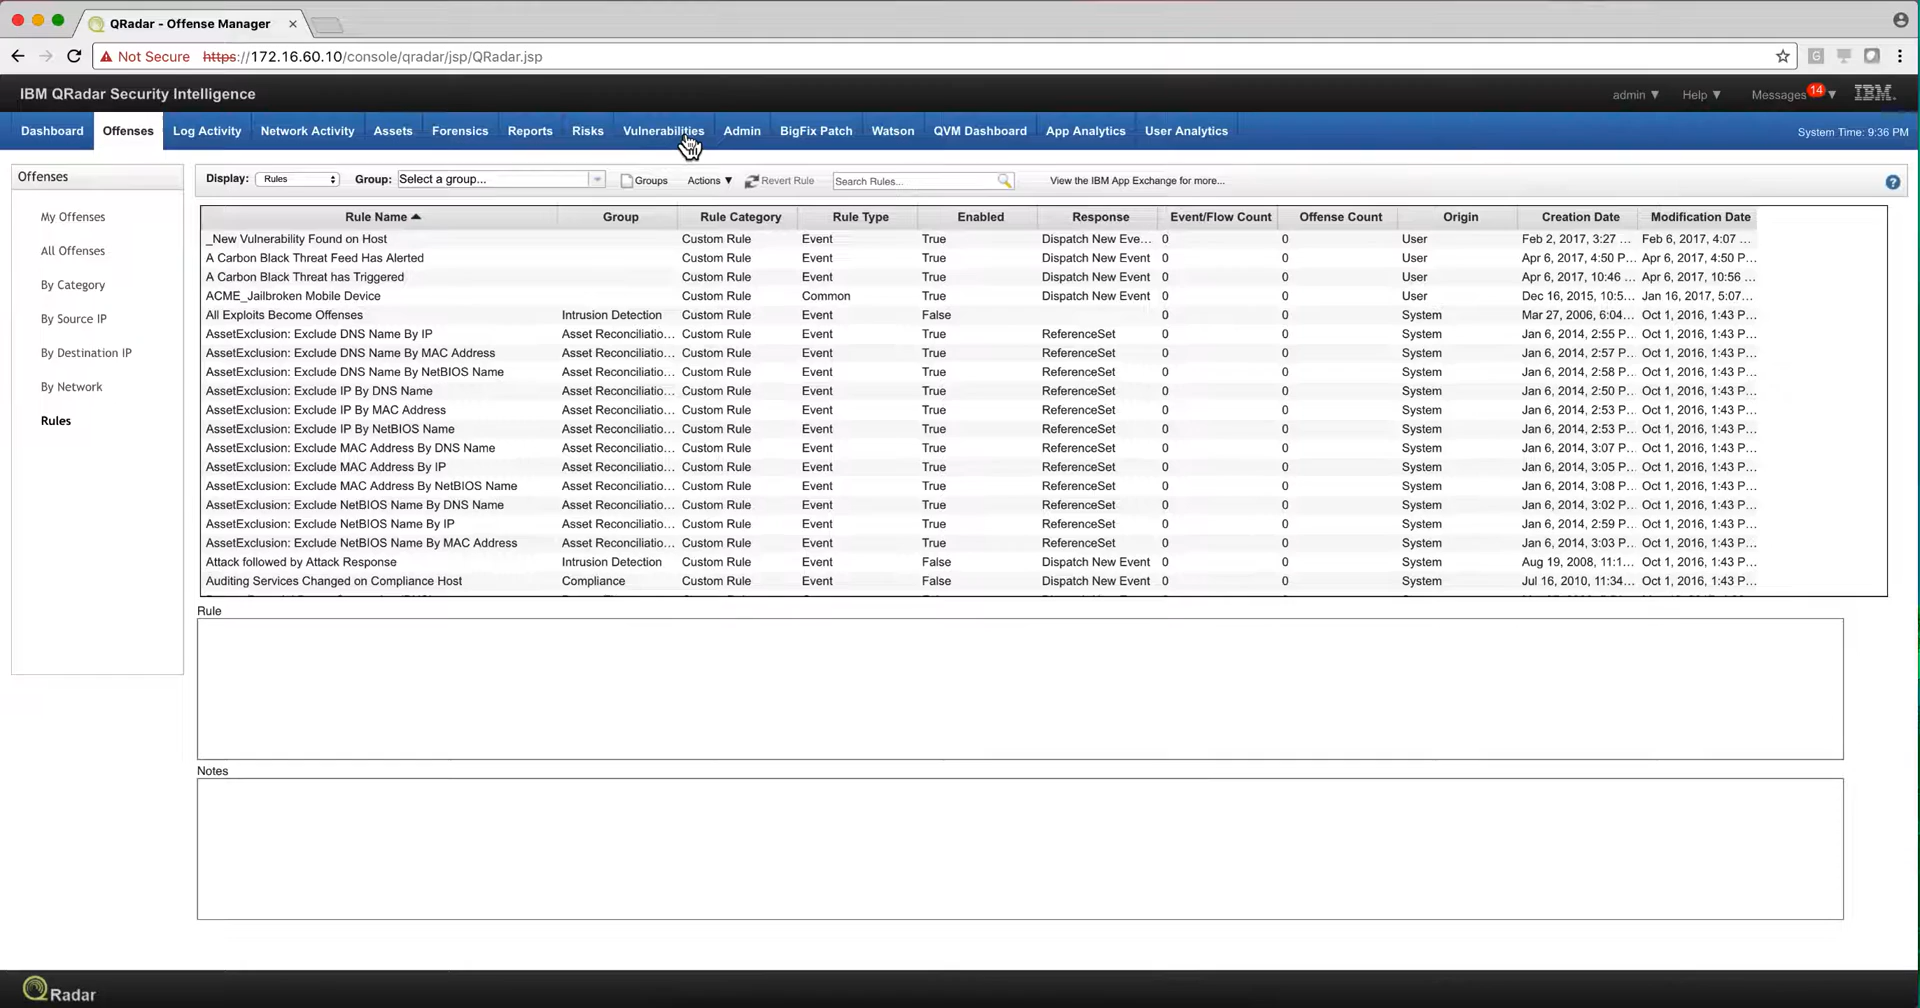 QRadar - Offense Manager ×
Not Secure https://172.16.60.10/console/qradar/jsp/QRadar.jsp
IBM QRadar Security Intelligence admin ▼ Help ▼ Messages 14 ▼ IBM.
Dashboard Offenses Log Activity Network Activity Assets Forensics Reports Risks Vulnerabilities Admin BigFix Patch Watson QVM Dashboard App Analytics User Analytics System Time: 9:36 PM
Offenses
My Offenses
All Offenses
By Category
By Source IP
By Destination IP
By Network
Rules
Display: Rules Group: Select a group... Groups Actions ▼ Revert Rule Search Rules... View the IBM App Exchange for more...
Rule Name Group Rule Category Rule Type Enabled Response Event/Flow Count Offense Count Origin Creation Date Modification Date
_New Vulnerability Found on Host Custom Rule Event True Dispatch New Eve... 0 0 User Feb 2, 2017, 3:27 ... Feb 6, 2017, 4:07 ...
A Carbon Black Threat Feed Has Alerted Custom Rule Event True Dispatch New Event 0 0 User Apr 6, 2017, 4:50 P... Apr 6, 2017, 4:50 P...
A Carbon Black Threat has Triggered Custom Rule Event True Dispatch New Event 0 0 User Apr 6, 2017, 10:46 ... Apr 6, 2017, 10:56 ...
ACME_Jailbroken Mobile Device Custom Rule Common True Dispatch New Event 0 0 User Dec 16, 2015, 10:5... Jan 16, 2017, 5:07...
All Exploits Become Offenses Intrusion Detection Custom Rule Event False 0 0 System Mar 27, 2006, 6:04... Oct 1, 2016, 1:43 P...
AssetExclusion: Exclude DNS Name By IP Asset Reconciliatio... Custom Rule Event True ReferenceSet 0 0 System Jan 6, 2014, 2:55 P... Oct 1, 2016, 1:43 P...
AssetExclusion: Exclude DNS Name By MAC Address Asset Reconciliatio... Custom Rule Event True ReferenceSet 0 0 System Jan 6, 2014, 2:57 P... Oct 1, 2016, 1:43 P...
AssetExclusion: Exclude DNS Name By NetBIOS Name Asset Reconciliatio... Custom Rule Event True ReferenceSet 0 0 System Jan 6, 2014, 2:58 P... Oct 1, 2016, 1:43 P...
AssetExclusion: Exclude IP By DNS Name Asset Reconciliatio... Custom Rule Event True ReferenceSet 0 0 System Jan 6, 2014, 2:50 P... Oct 1, 2016, 1:43 P...
AssetExclusion: Exclude IP By MAC Address Asset Reconciliatio... Custom Rule Event True ReferenceSet 0 0 System Jan 6, 2014, 2:53 P... Oct 1, 2016, 1:43 P...
AssetExclusion: Exclude IP By NetBIOS Name Asset Reconciliatio... Custom Rule Event True ReferenceSet 0 0 System Jan 6, 2014, 2:53 P... Oct 1, 2016, 1:43 P...
AssetExclusion: Exclude MAC Address By DNS Name Asset Reconciliatio... Custom Rule Event True ReferenceSet 0 0 System Jan 6, 2014, 3:07 P... Oct 1, 2016, 1:43 P...
AssetExclusion: Exclude MAC Address By IP Asset Reconciliatio... Custom Rule Event True ReferenceSet 0 0 System Jan 6, 2014, 3:05 P... Oct 1, 2016, 1:43 P...
AssetExclusion: Exclude MAC Address By NetBIOS Name Asset Reconciliatio... Custom Rule Event True ReferenceSet 0 0 System Jan 6, 2014, 3:08 P... Oct 1, 2016, 1:43 P...
AssetExclusion: Exclude NetBIOS Name By DNS Name Asset Reconciliatio... Custom Rule Event True ReferenceSet 0 0 System Jan 6, 2014, 3:02 P... Oct 1, 2016, 1:43 P...
AssetExclusion: Exclude NetBIOS Name By IP Asset Reconciliatio... Custom Rule Event True ReferenceSet 0 0 System Jan 6, 2014, 2:59 P... Oct 1, 2016, 1:43 P...
AssetExclusion: Exclude NetBIOS Name By MAC Address Asset Reconciliatio... Custom Rule Event True ReferenceSet 0 0 System Jan 6, 2014, 3:03 P... Oct 1, 2016, 1:43 P...
Attack followed by Attack Response Intrusion Detection Custom Rule Event False Dispatch New Event 0 0 System Aug 19, 2008, 11:1... Oct 1, 2016, 1:43 P...
Auditing Services Changed on Compliance Host Compliance Custom Rule Event False Dispatch New Event 0 0 System Jul 16, 2010, 11:34... Oct 1, 2016, 1:43 P...
Rule
Notes
QRadar